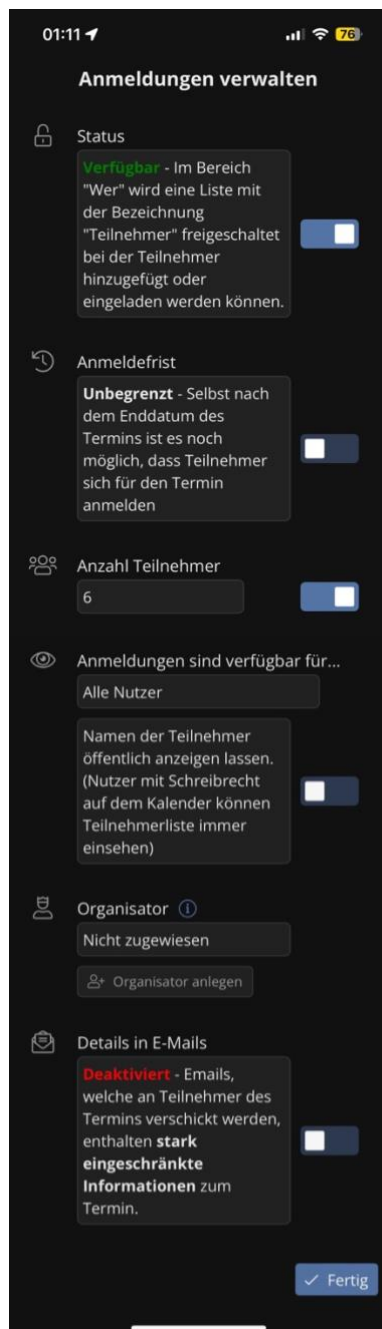 01:11
76
Anmeldungen verwalten
Status
Verfügbar - Im Bereich
"Wer" wird eine Liste mit
der Bezeichnung
"Teilnehmer" freigeschaltet
bei der Teilnehmer
hinzugefügt oder
eingeladen werden können.
Anmeldefrist
Unbegrenzt - Selbst nach
dem Enddatum des
Termins ist es noch
möglich, dass Teilnehmer
sich für den Termin
anmelden
Anzahl Teilnehmer
6
Anmeldungen sind verfügbar für...
Alle Nutzer
Namen der Teilnehmer
öffentlich anzeigen lassen.
(Nutzer mit Schreibrecht
auf dem Kalender können
Teilnehmerliste immer
einsehen)
Organisator
Nicht zugewiesen
Organisator anlegen
Details in E-Mails
Deaktiviert - Emails,
welche an Teilnehmer des
Termins verschickt werden,
enthalten stark
eingeschränkte
Informationen zum
Termin.
Fertig